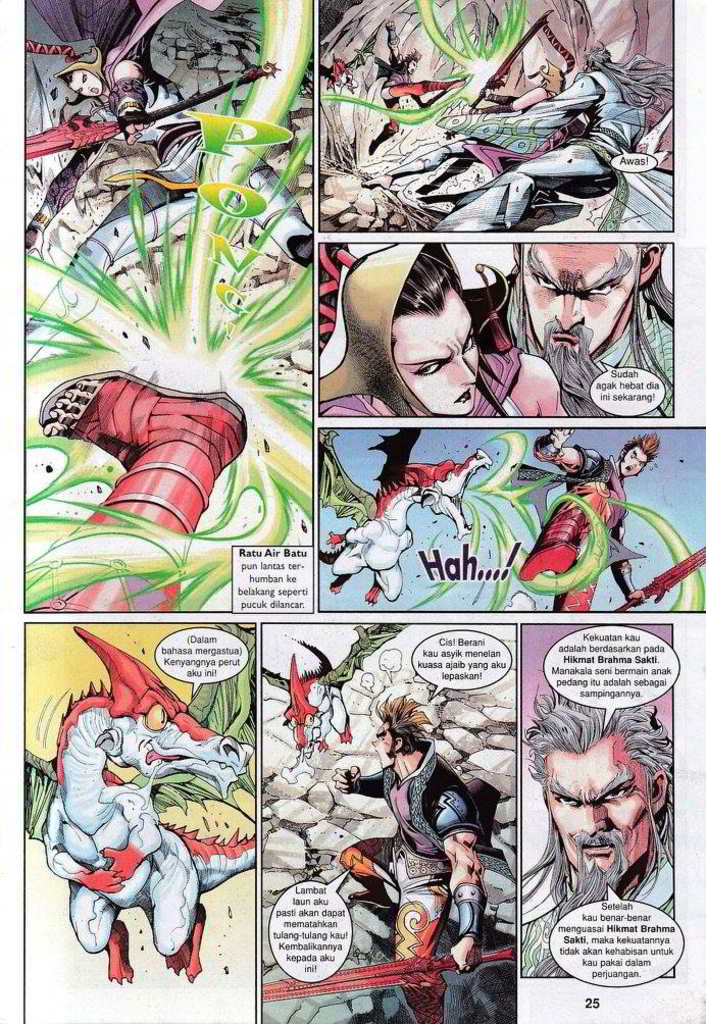 PONG!
Ratu Air Batu
pun lantas ter-
humban ke
belakang seperti
pucuk dilancar.
Awas!
Sudah
agak hebat dia
ini sekarang!
Hah....!
(Dalam
bahasa mergastua)
Kenyangnya perut
aku ini!
Cis! Berani
kau asyik menelan
kuasa ajaib yang aku
lepaskan!
Lambat
laun aku
pasti akan dapat
mematahkan
tulang-tulang kau!
Kembalikannya
kepada aku
ini!
Kekuatan kau
adalah berdasarkan pada
Hikmat Brahma Sakti.
Manakala seni bermain anak
pedang itu adalah sebagai
sampingannya.
Setelah
kau benar-benar
menguasai Hikmat Brahma
Sakti, maka kekuatannya
tidak akan kehabisan untuk
kau pakai dalam
perjuangan.
25